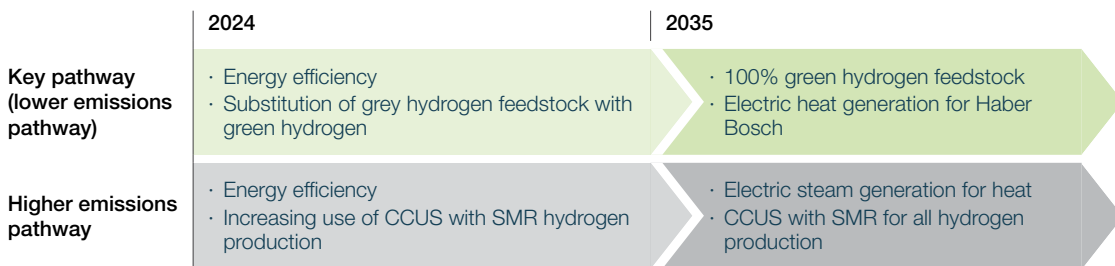 2024
2035
Key pathway
(lower emissions
pathway)
· Energy efficiency
· Substitution of grey hydrogen feedstock with
green hydrogen
· 100% green hydrogen feedstock
· Electric heat generation for Haber
Bosch
Higher emissions
pathway
· Energy efficiency
· Increasing use of CCUS with SMR hydrogen
production
· Electric steam generation for heat
· CCUS with SMR for all hydrogen
production